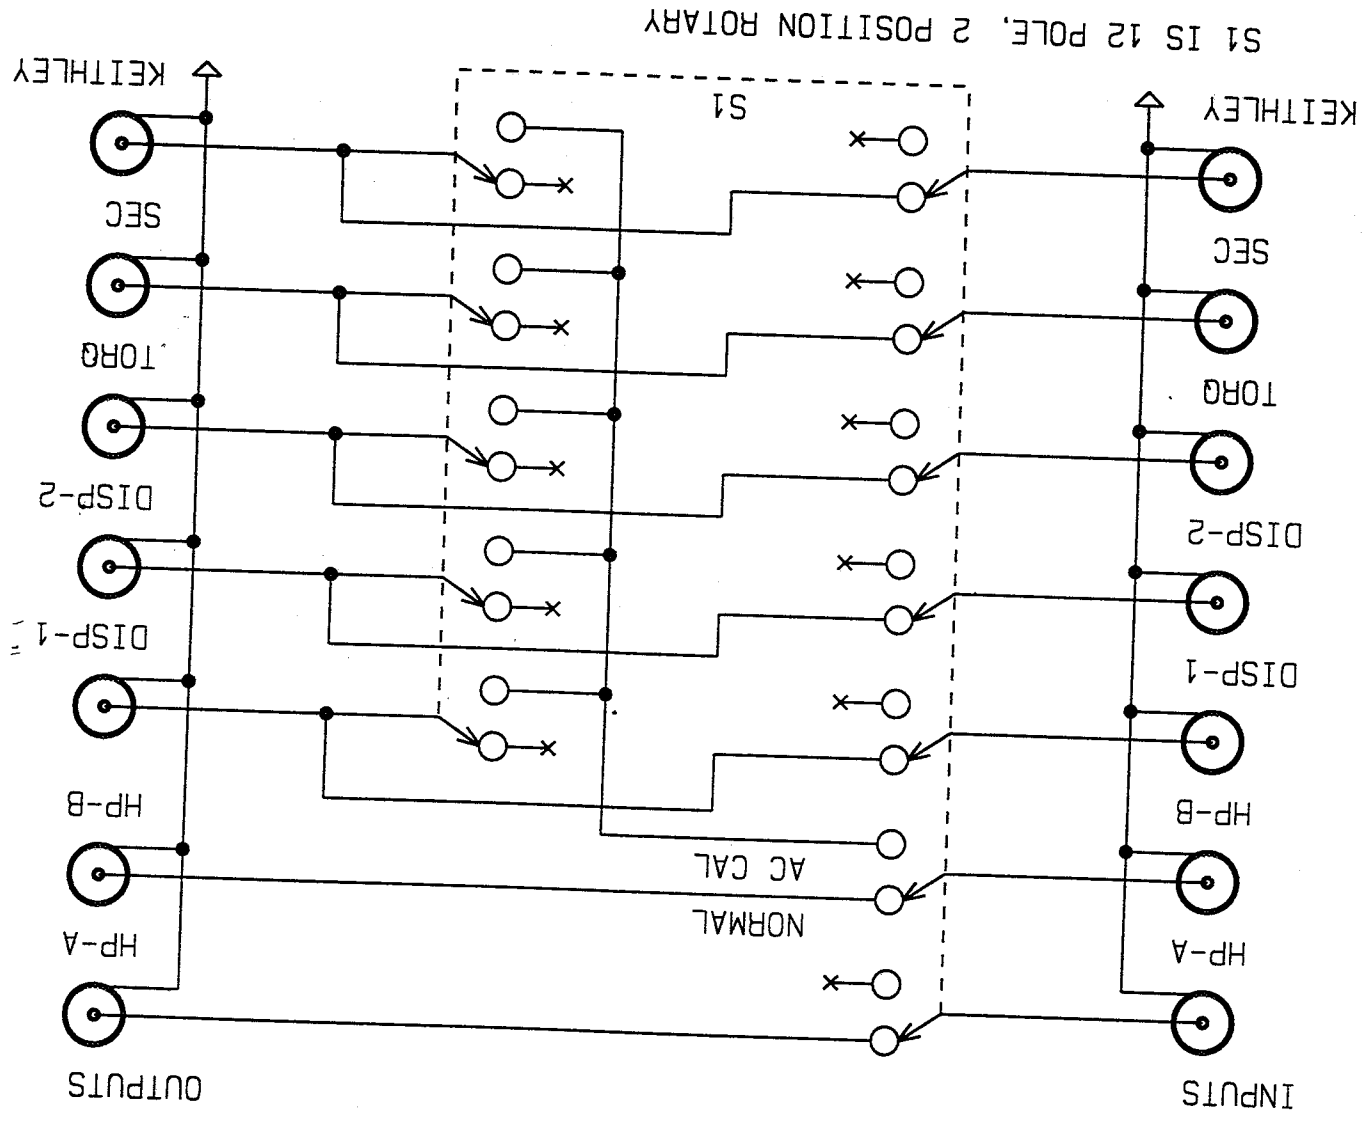 INPUTS
OUTPUTS
HP-A
HP-A
NORMAL
AC CAL
HP-B
HP-B
DISP-1
DISP-1
DISP-2
DISP-2
TORQ
TORQ
SEC
SEC
KEITHLEY
S1
KEITHLEY
S1 IS 12 POLE, 2 POSITION ROTARY